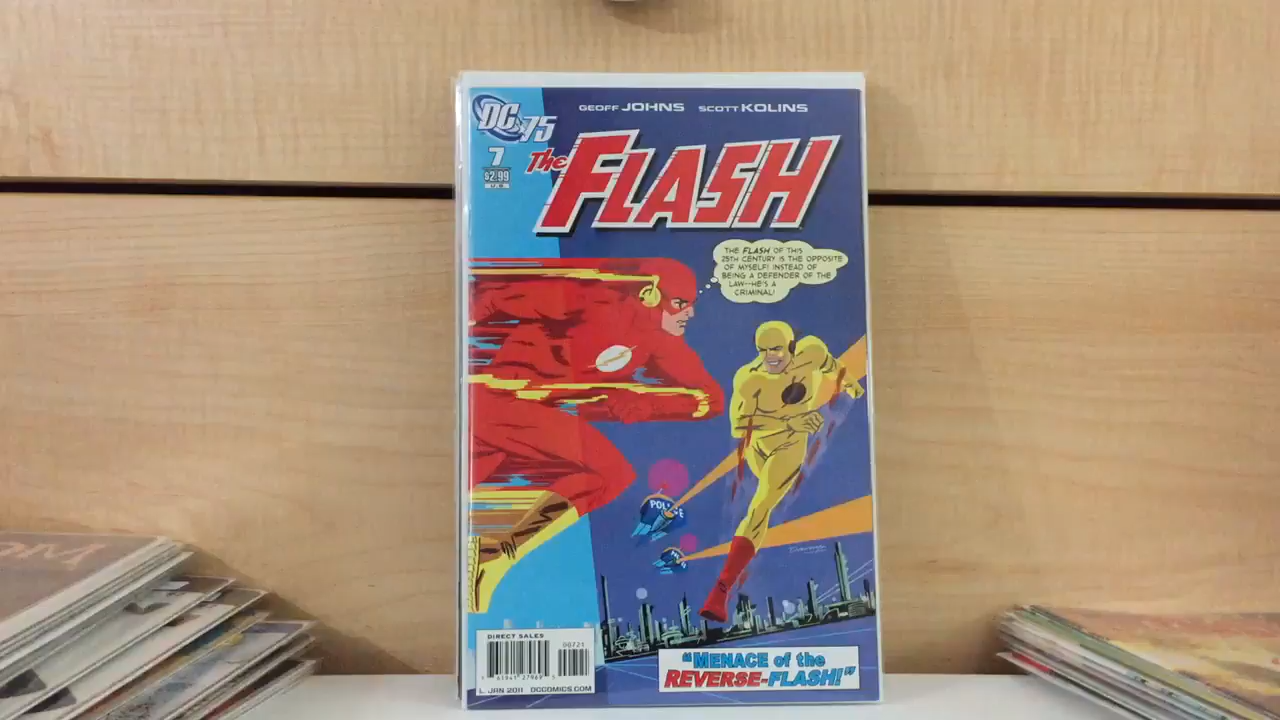 GEOFF JOHNS SCOTT KOLINS
DC 75
7
$2.99
The FLASH
THE FLASH OF THIS
25TH CENTURY IS THE OPPOSITE
OF MYSELF! INSTEAD OF
BEING A DEFENDER OF THE
LAW--HE'S A
CRIMINAL!
POLICE
DIRECT SALES
00721
JAN 2011 DCCOMICS.COM
"MENACE of the
REVERSE-FLASH!"